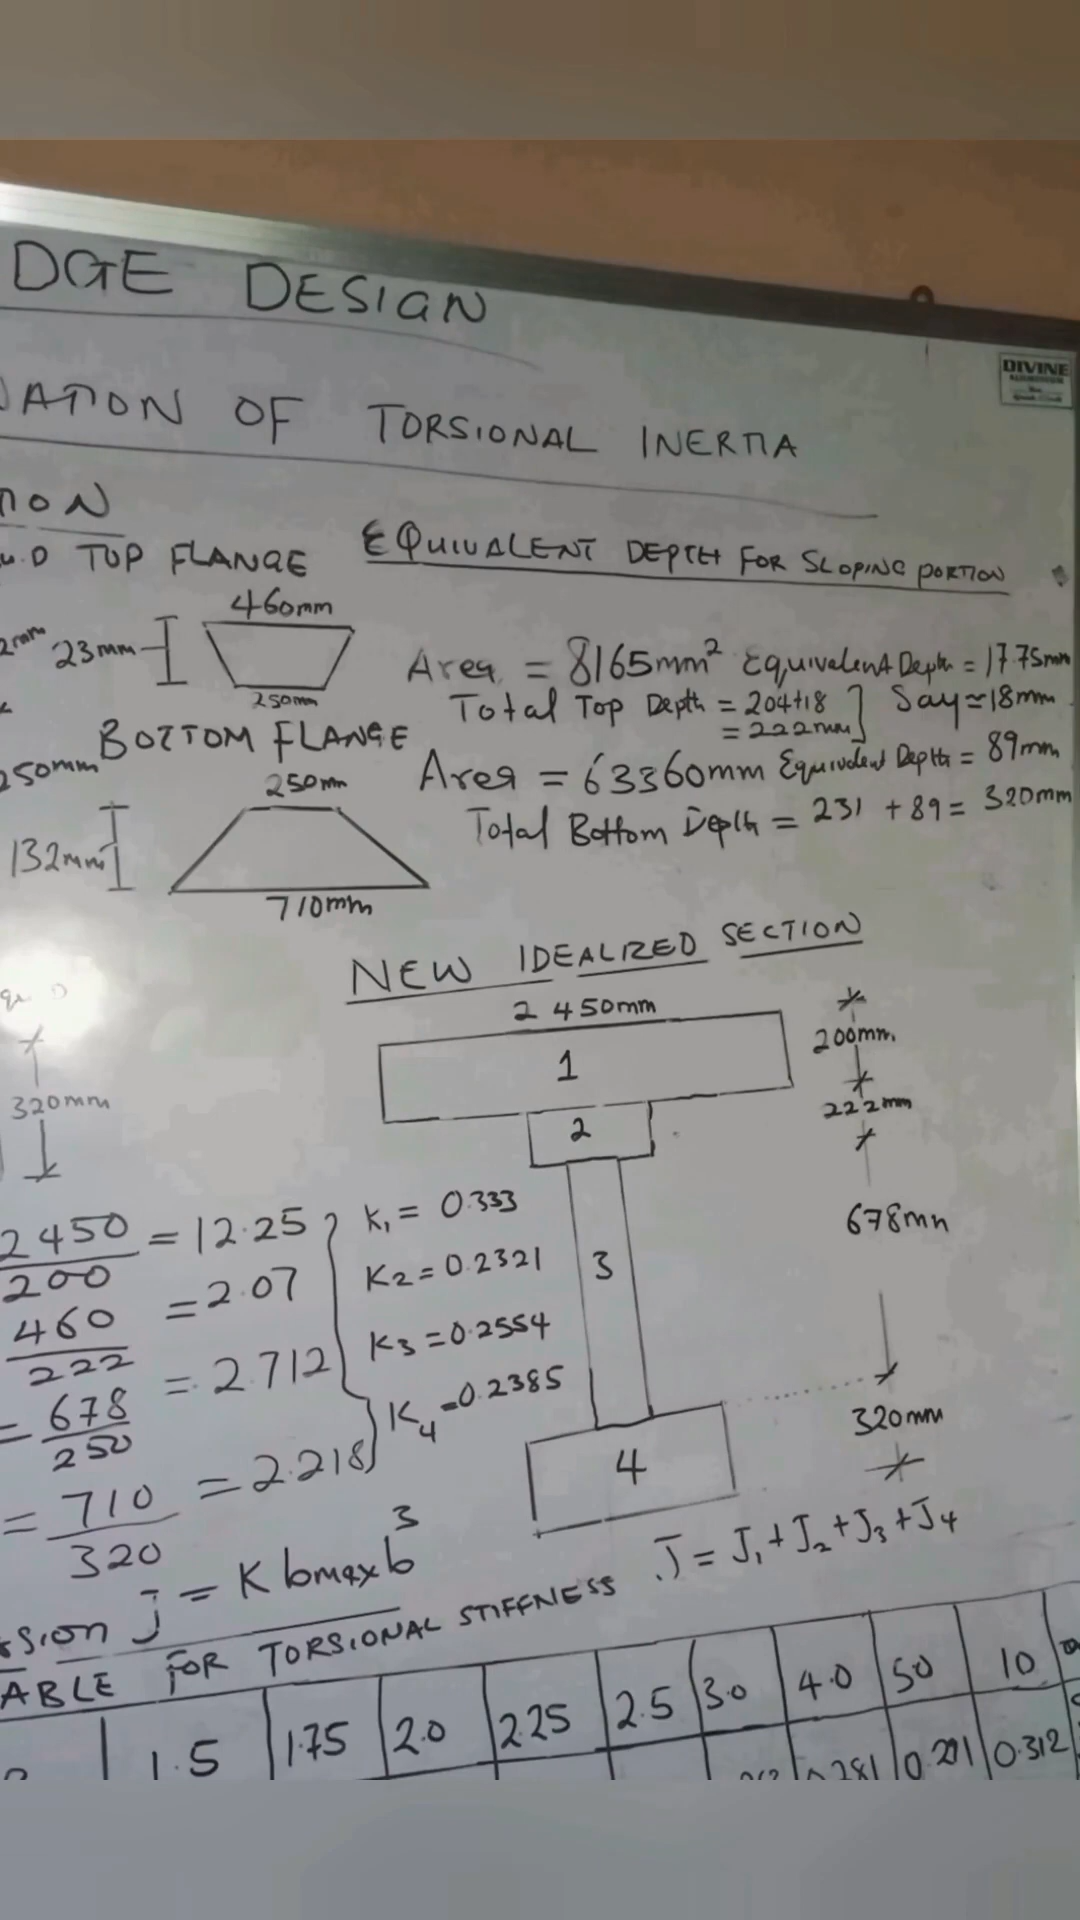 DGE DESIGN
DIVINE
ATION OF TORSIONAL INERTIA
TION
TOP FLANGE
EQUIVALENT DEPTH FOR SLOPING PORTION
460mm
23mm
250mm
Area = 8165mm² Equivalent Depth = 17.75mm
Total Top Depth = 204+18 ] Say ≃ 18mm
= 222mm
BOTTOM FLANGE
250mm
250mm
132mm
710mm
Area = 63360mm Equivalent Depth = 89mm
Total Bottom Depth = 231 + 89 = 320mm
NEW IDEALIZED SECTION
2450mm
1
200mm
2
222mm
320mm
3
678mm
4
320mm
2450/200 = 12.25
460/222 = 2.07
= 678/250 = 2.712
= 710/320 = 2.218
K₁ = 0.333
K2 = 0.2321
K3 = 0.2554
K4 = 0.2385
ssion J = K bmax b³
J = J₁ + J₂ + J₃ + J4
ABLE FOR TORSIONAL STIFFNESS
1.5 1.75 2.0 2.25 2.5 3.0 4.0 50 10
0.291 0.312